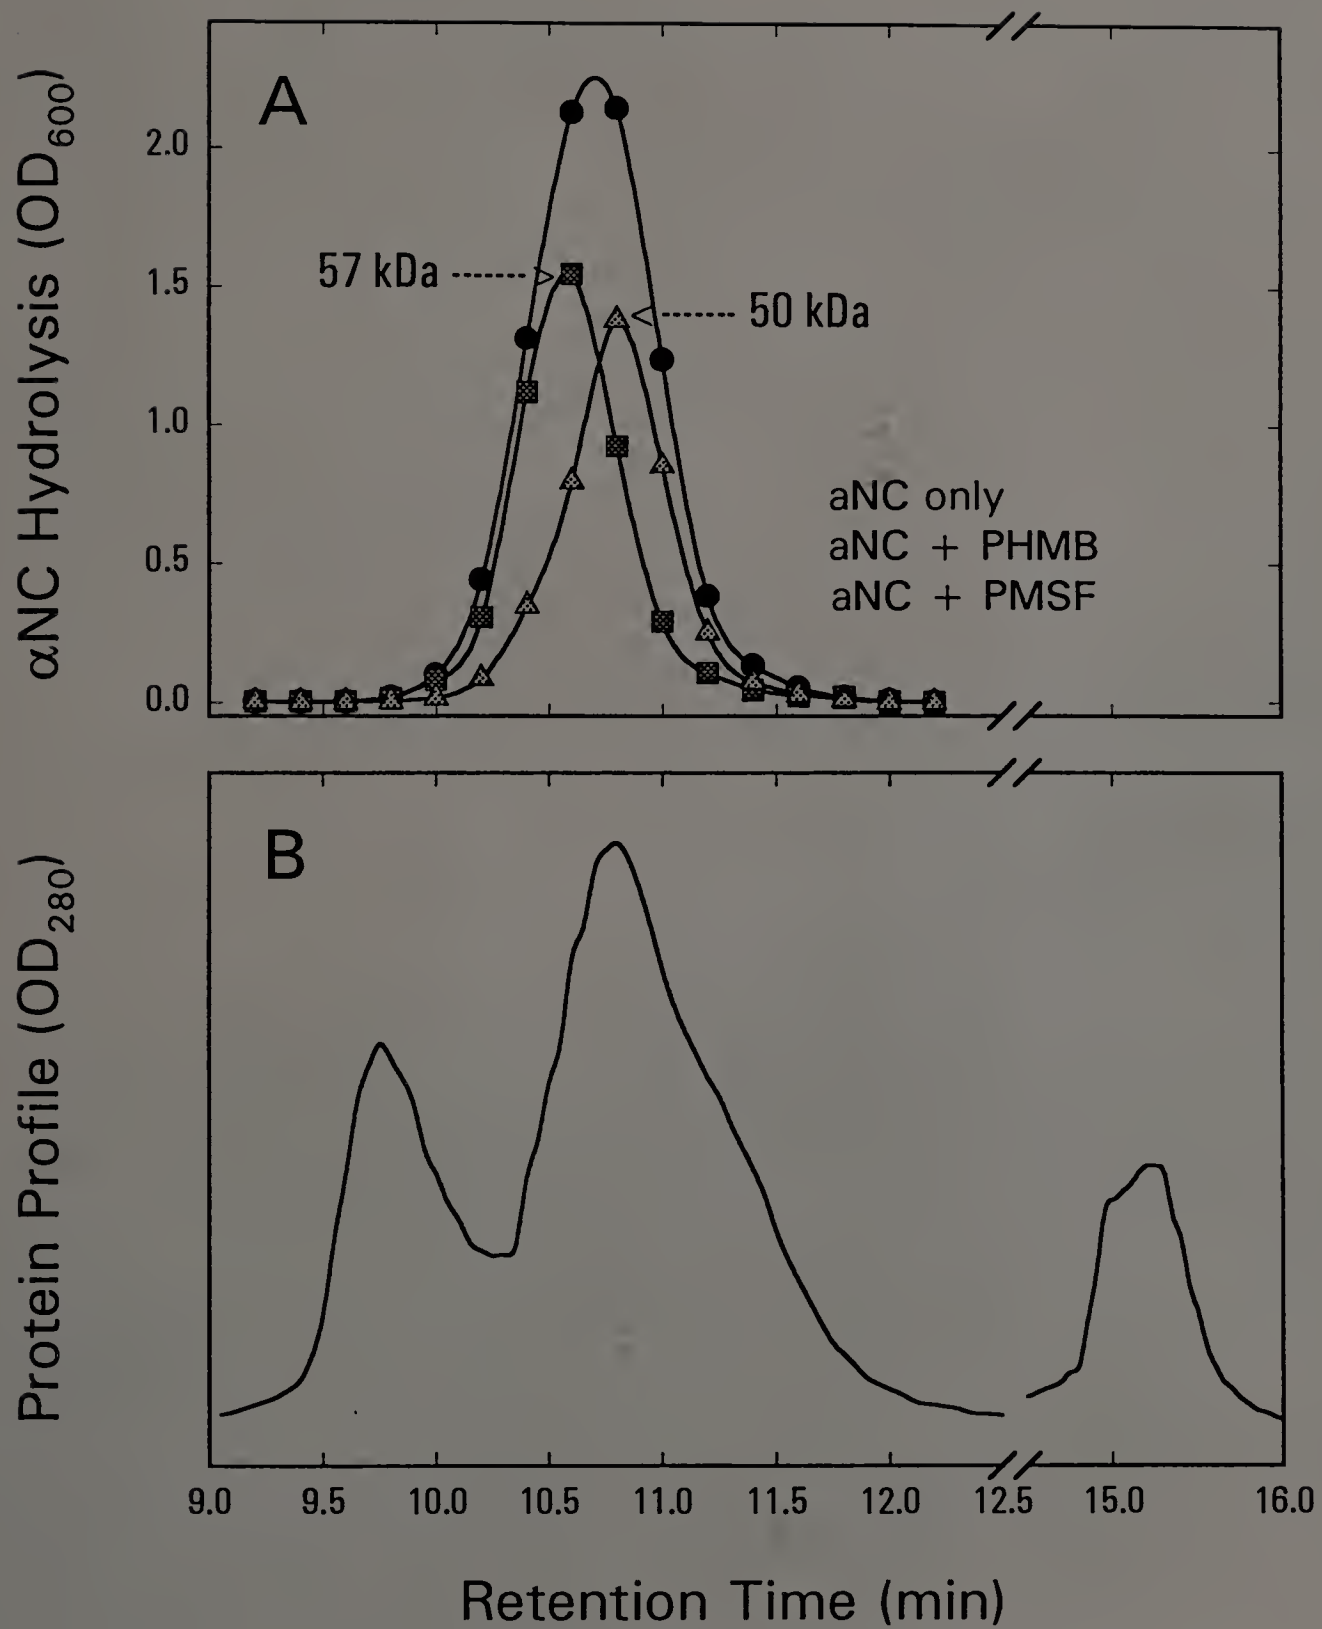 A
αNC Hydrolysis (OD600)
2.0
1.5
1.0
0.5
0.0
57 kDa
50 kDa
aNC only
aNC + PHMB
aNC + PMSF
B
Protein Profile (OD280)
9.0 9.5 10.0 10.5 11.0 11.5 12.0 12.5 15.0 16.0
Retention Time (min)